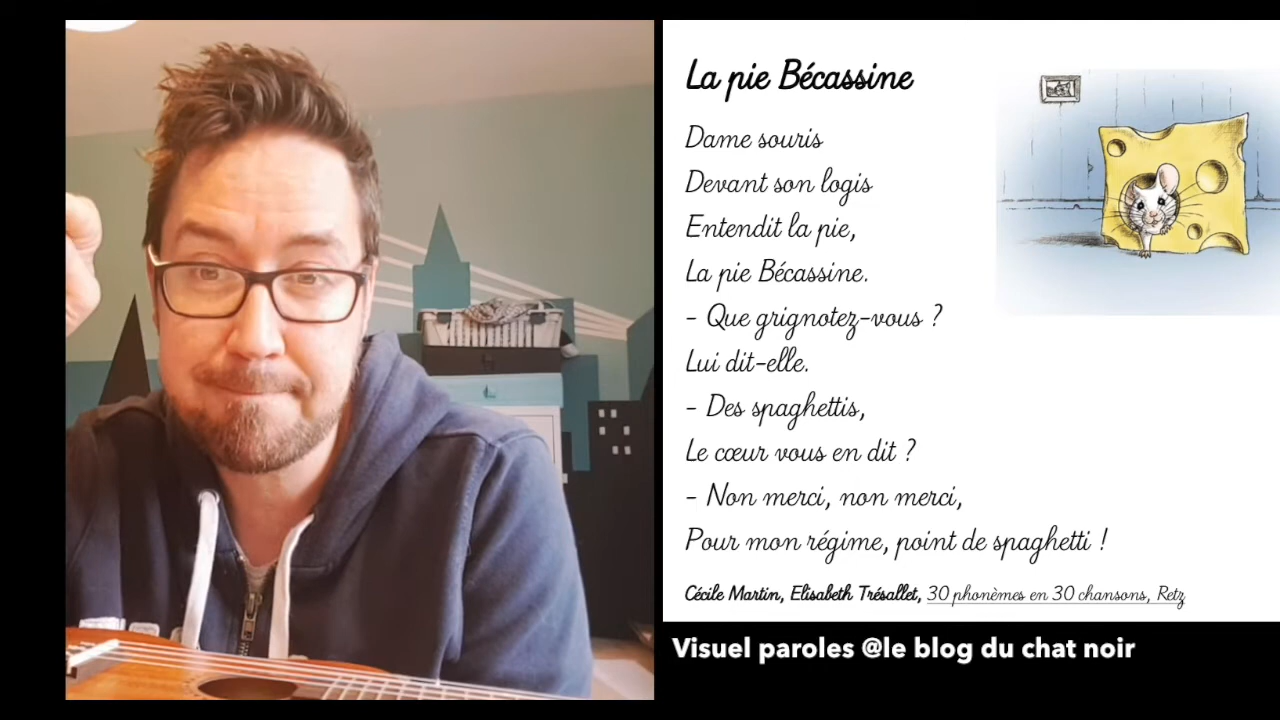 La pie Bécassine
Dame souris
Devant son logis
Entendit la pie,
La pie Bécassine.
- Que grignotez-vous ?
Lui dit-elle.
- Des spaghettis,
Le cœur vous en dit ?
- Non merci, non merci,
Pour mon régime, point de spaghetti !
Cécile Martin, Elisabeth Trésallet, 30 phonèmes en 30 chansons, Retz
Visuel paroles @le blog du chat noir